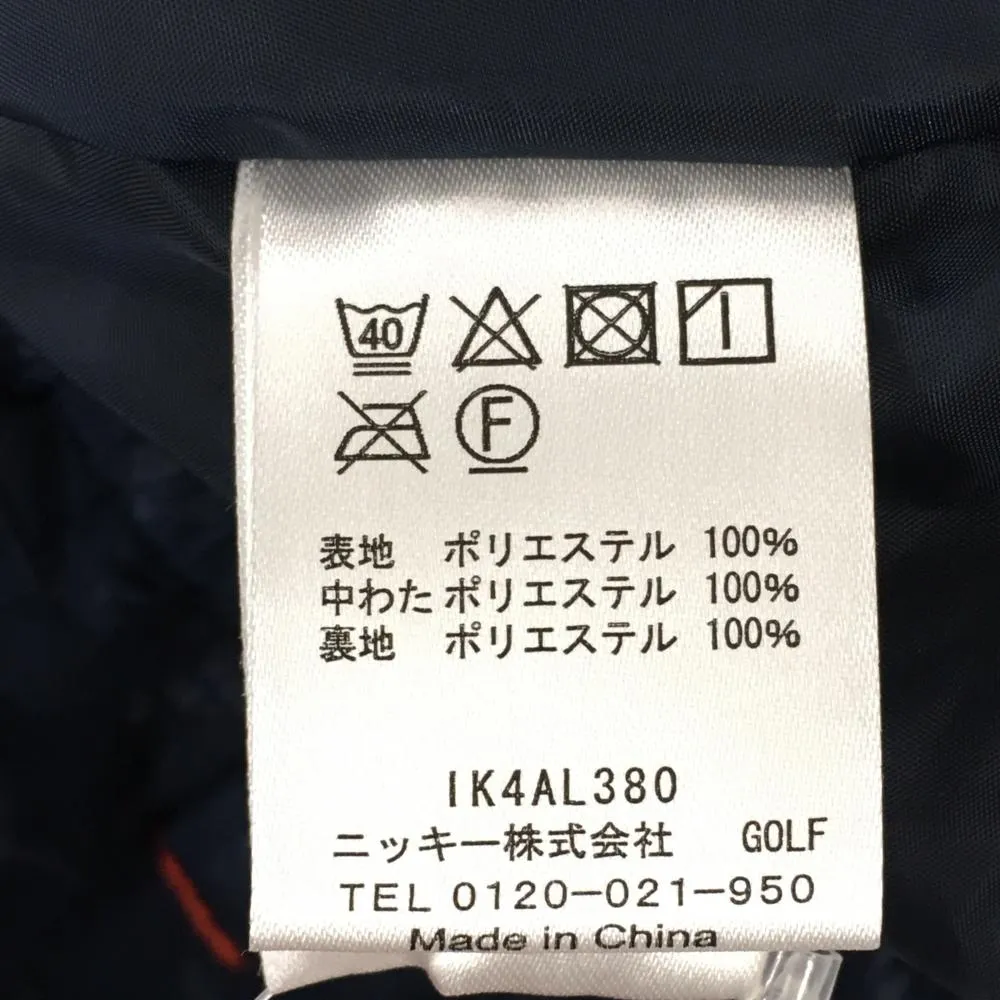 40
F
表地 ポリエステル 100%
中わた ポリエステル 100%
裏地 ポリエステル 100%
IK4AL380
ニッキー株式会社 GOLF
TEL 0120-021-950
Made in China